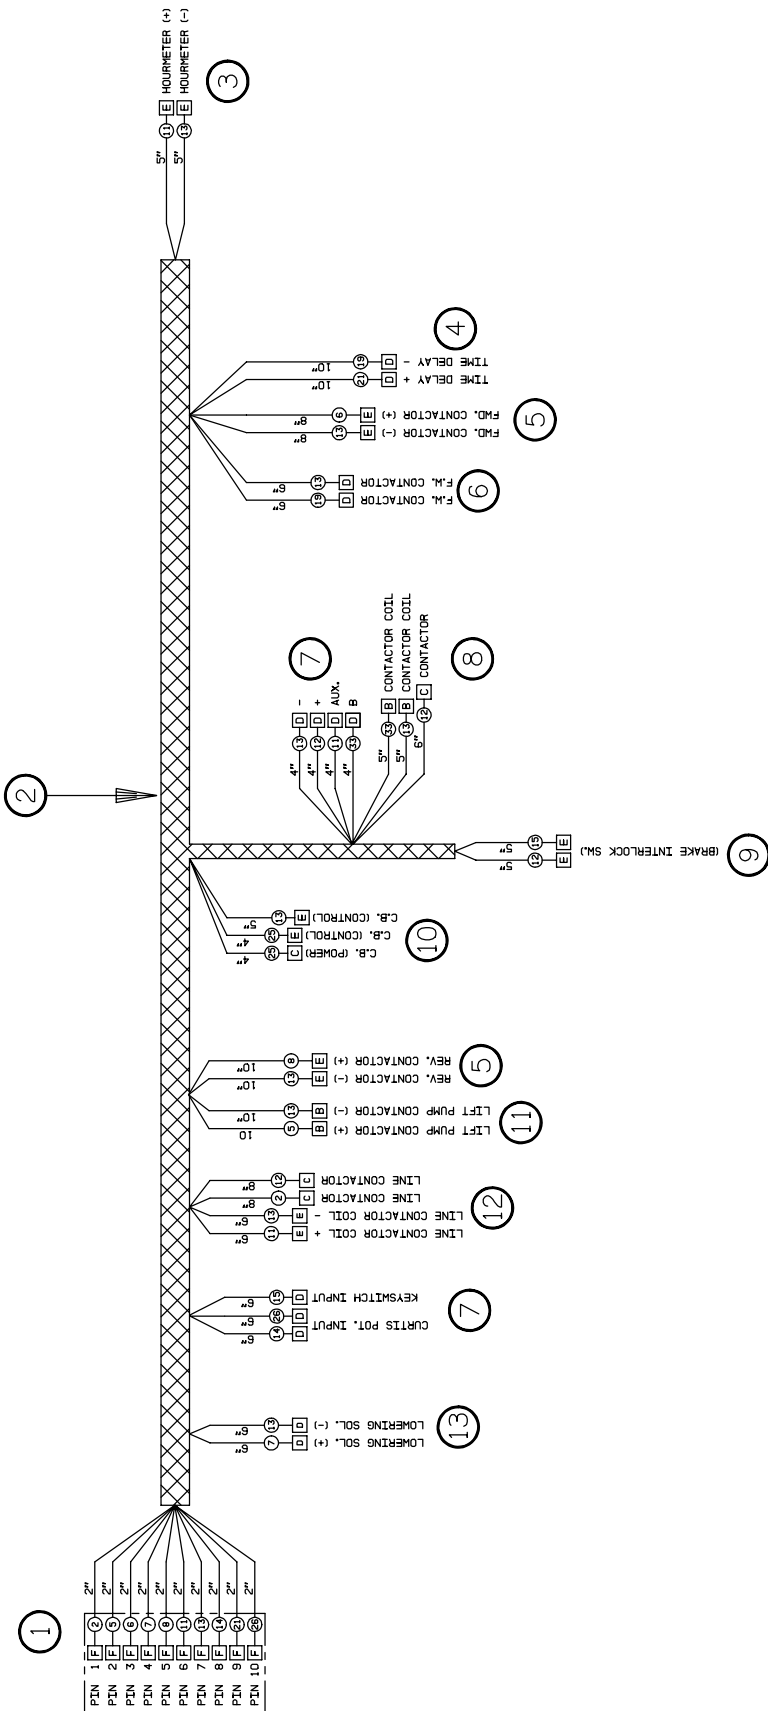 3
5" 11 E HOURMETER (+)
5" 13 E HOURMETER (-)
4
10" 19 D TIME DELAY -
10" 21 D TIME DELAY +
8" 6 E FWD. CONTACTOR (+)
8" 13 E FWD. CONTACTOR (-)
5
6" 13 D F.W. CONTACTOR
6" 19 D F.W. CONTACTOR
6
7
4" 13 D -
4" 12 D +
4" 11 D AUX.
4" 33 D B
5" 33 B CONTACTOR COIL
5" 13 B CONTACTOR COIL
6" 12 C CONTACTOR
8
2
5" 15 E
5" 12 E
(BRAKE INTERLOCK SW.)
9
5" 13 E C.B. (CONTROL)
4" 25 E C.B. (CONTROL)
4" 25 C C.B. (POWER)
10
10" 8 E REV. CONTACTOR (+)
10" 13 E REV. CONTACTOR (-)
5
10" 13 B LIFT PUMP CONTACTOR (-)
10 5 B LIFT PUMP CONTACTOR (+)
11
8" 12 C LINE CONTACTOR
8" 2 C LINE CONTACTOR
6" 13 E LINE CONTACTOR COIL -
6" 11 E LINE CONTACTOR COIL +
12
6" 15 D KEYSWITCH INPUT
6" 26 D
6" 14 D
CURTIS POT. INPUT
7
6" 13 D LOWERING SOL. (-)
6" 7 D LOWERING SOL. (+)
13
1
PIN 1 F 2 2"
PIN 2 F 5 2"
PIN 3 F 6 2"
PIN 4 F 7 2"
PIN 5 F 8 2"
PIN 6 F 11 2"
PIN 7 F 13 2"
PIN 8 F 14 2"
PIN 9 F 21 2"
PIN 10 F 26 2"